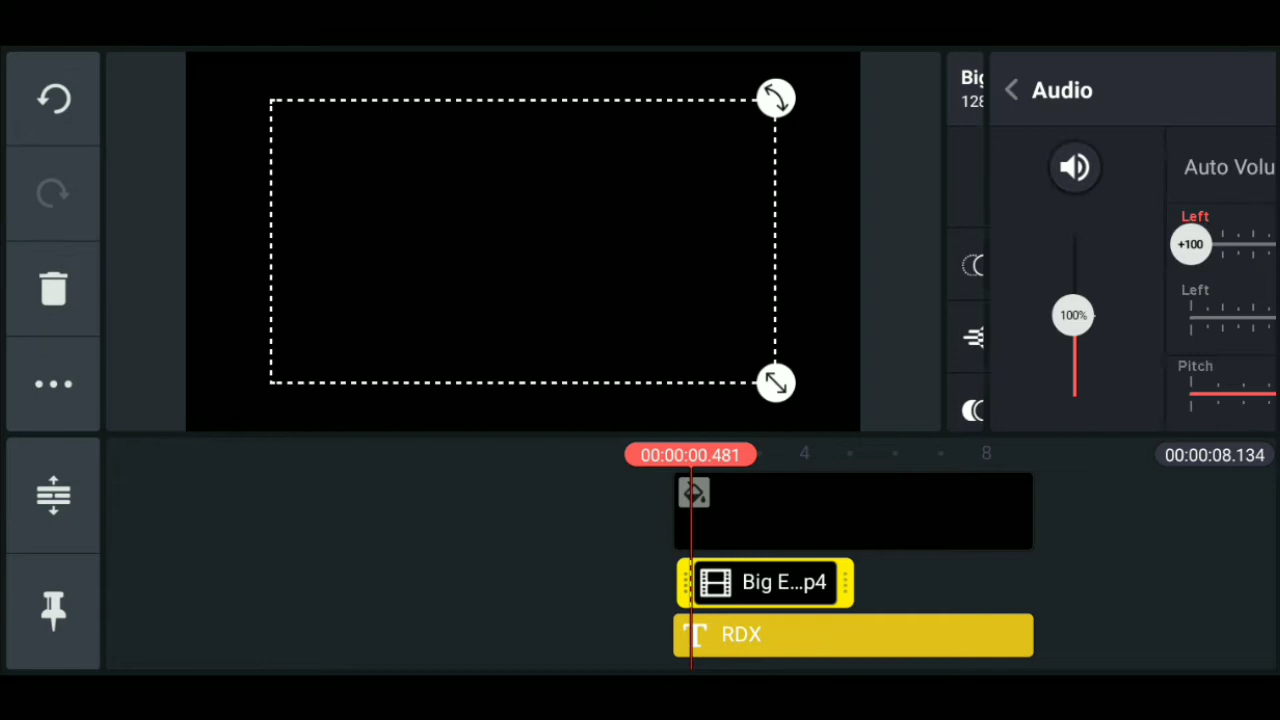 Big
128
Audio
Auto Volu
Left
+100
Left
100%
Pitch
00:00:00.481
4
8
00:00:08.134
Big E...p4
T RDX